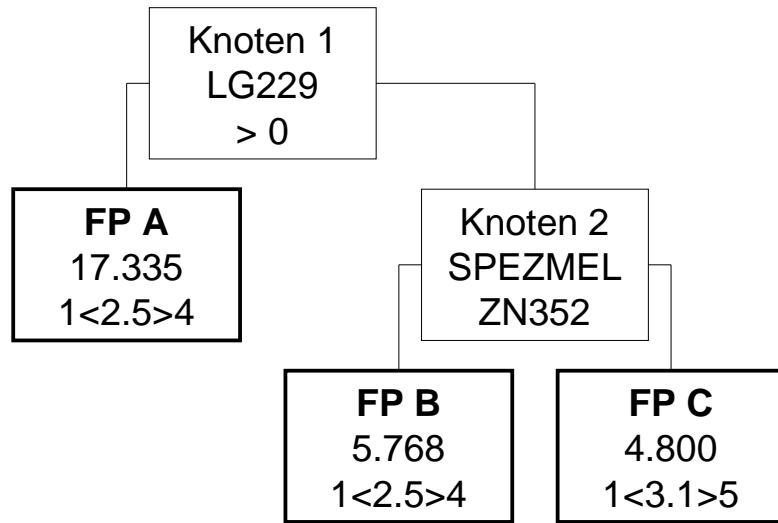 Knoten 1
LG229
> 0
FP A
17.335
1<2.5>4
Knoten 2
SPEZMEL
ZN352
FP B
5.768
1<2.5>4
FP C
4.800
1<3.1>5